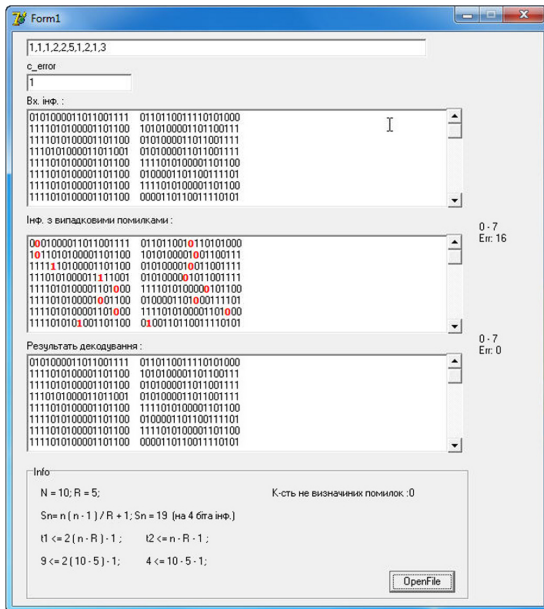 Form1
1,1,1,2,2,5,1,2,1,3
c_error
1
Вх. інф. :
0101000011011001111 0110110011110101000
1111010100001101100 1010100001101100111
1111010100001101100 0101000011011001111
1110101000011011001 0101000011011001111
1111010100001101100 1111010100001101100
1111010100001101100 0100001101100111101
1111010100001101100 1111010100001101100
1111010100001101100 0000110110011110101
Інф. з випадковими помилками :
0001000011011001111 0110110010110101000
1011010100001101100 1010100001001100111
1111110100001101100 0101000010011001111
1110101000011111001 0101000001011001111
1111010100001101000 1111010100000101100
1111010100001001100 0100001101000111101
1111010100001101000 1111010100001101000
1111010101001101100 0100110110011110101
0 - 7
Err: 16
Результать декодування :
0101000011011001111 0110110011110101000
1111010100001101100 1010100001101100111
1111010100001101100 0101000011011001111
1110101000011011001 0101000011011001111
1111010100001101100 1111010100001101100
1111010100001101100 0100001101100111101
1111010100001101100 1111010100001101100
1111010100001101100 0000110110011110101
0 - 7
Err: 0
Info
N = 10; R = 5; К-сть не визначиних помилок :0
Sn= n ( n - 1 ) / R + 1; Sn = 19 (на 4 біта інф.)
t1 <= 2 ( n - R ) - 1 ; t2 <= n - R - 1 ;
9 <= 2 ( 10 - 5 ) - 1; 4 <= 10 - 5 - 1;
OpenFile